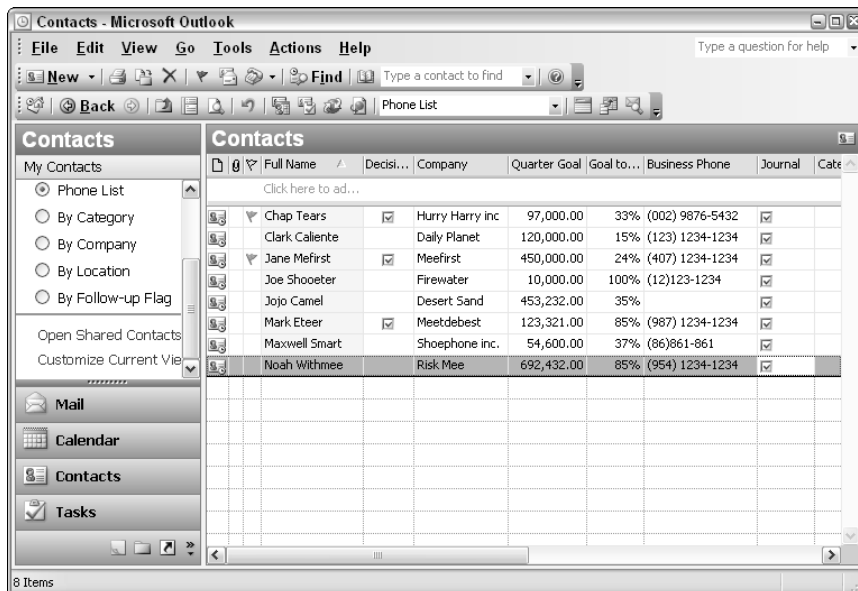 Contacts - Microsoft Outlook
File Edit View Go Tools Actions Help
Type a question for help
New Find Type a contact to find
Back Phone List
Contacts
My Contacts
Phone List
By Category
By Company
By Location
By Follow-up Flag
Open Shared Contacts
Customize Current Vie
Mail
Calendar
Contacts
Tasks
Contacts
Full Name Decisi... Company Quarter Goal Goal to... Business Phone Journal Cate
Click here to ad...
Chap Tears Hurry Harry inc 97,000.00 33% (002) 9876-5432
Clark Caliente Daily Planet 120,000.00 15% (123) 1234-1234
Jane Mefirst Meefirst 450,000.00 24% (407) 1234-1234
Joe Shooeter Firewater 10,000.00 100% (12)123-1234
Jojo Camel Desert Sand 453,232.00 35%
Mark Eteer Meetdebest 123,321.00 85% (987) 1234-1234
Maxwell Smart Shoephone inc. 54,600.00 37% (86)861-861
Noah Withmee Risk Mee 692,432.00 85% (954) 1234-1234
8 Items